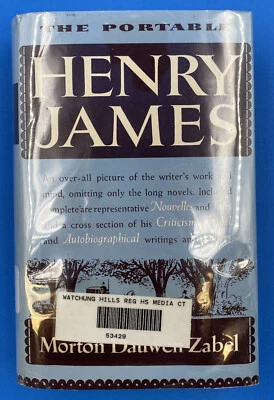 THE PORTABLE
HENRY
JAMES
An over-all picture of the writer's work
mind, omitting only the long novels. Includ
complete are representative Nouvelles and
and a cross section of his Criticism
and Autobiographical writings an
WATCHUNG HILLS REG HS MEDIA CT
53429
Morton Dauwen Zabel